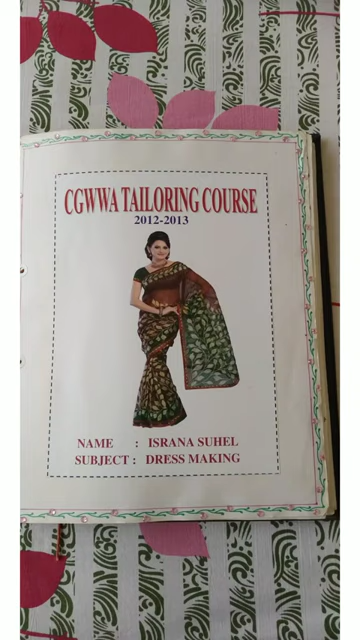 CGWWA TAILORING COURSE
2012-2013
NAME : ISRANA SUHEL
SUBJECT : DRESS MAKING